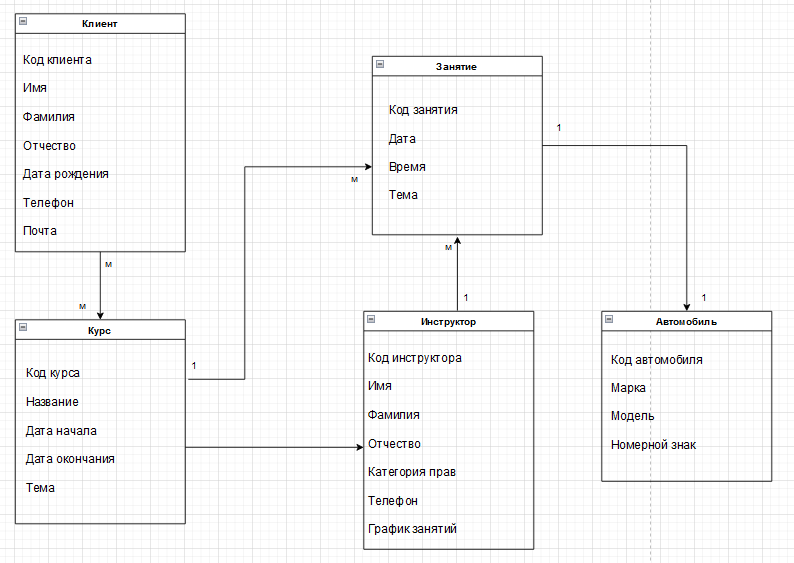 Клиент
Код клиента
Имя
Фамилия
Отчество
Дата рождения
Телефон
Почта
м
м
Курс
Код курса
Название
Дата начала
Дата окончания
Тема
1
м
Занятие
Код занятия
Дата
Время
Тема
м
1
1
1
Инструктор
Код инструктора
Имя
Фамилия
Отчество
Категория прав
Телефон
График занятий
Автомобиль
Код автомобиля
Марка
Модель
Номерной знак